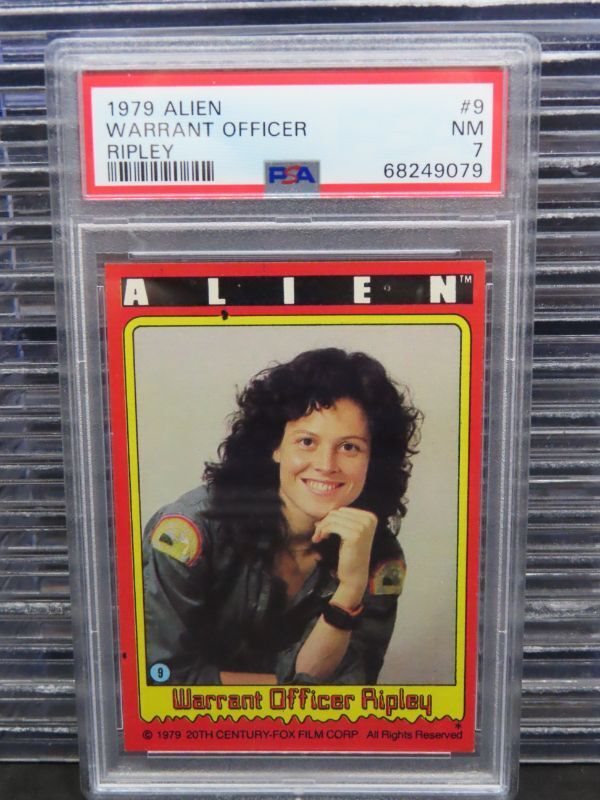 1979 ALIEN #9
WARRANT OFFICER NM
RIPLEY 7
PSA 68249079
ALIEN™
9
Warrant Officer Ripley
*
© 1979 20TH CENTURY-FOX FILM CORP. All Rights Reserved